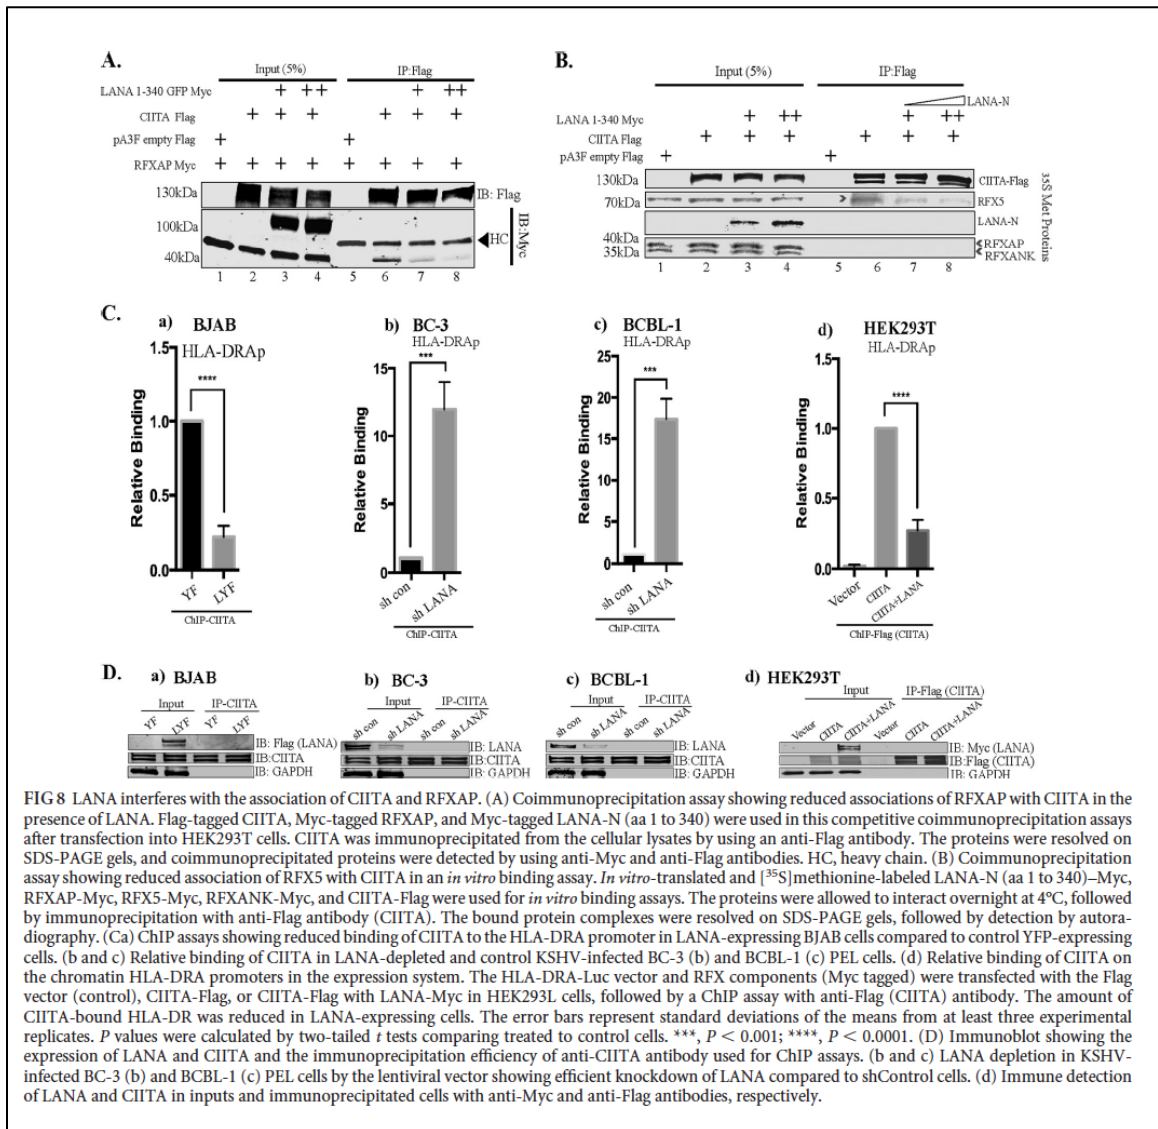 A.
Input (5%) IP:Flag
LANA 1-340 GFP Myc + ++ + ++
CIITA Flag + + + + + +
pA3F empty Flag + +
RFXAP Myc + + + + + + + +
130kDa IB: Flag
100kDa
HC
40kDa
IB:Myc
1 2 3 4 5 6 7 8
B.
Input (5%) IP:Flag
LANA-N
LANA 1-340 Myc + ++ + ++
CIITA Flag + + + + + +
pA3F empty Flag + +
130kDa CIITA-Flag
70kDa RFX5
LANA-N
40kDa
35kDa
RFXAP
RFXANK
35S Met Proteins
1 2 3 4 5 6 7 8
C.
a) BJAB
HLA-DRAp
****
Relative Binding
1.5
1.0
0.5
0.0
YF LYF
ChIP-CIITA
b) BC-3
HLA-DRAp
***
Relative Binding
15
10
5
0
sh con sh LANA
ChIP-CIITA
c) BCBL-1
HLA-DRAp
***
Relative Binding
25
20
15
10
5
0
sh con sh LANA
ChIP-CIITA
d) HEK293T
HLA-DRAp
****
Relative Binding
1.5
1.0
0.5
0.0
Vector CIITA CIITA+LANA
ChIP-Flag (CIITA)
D.
a) BJAB
Input IP-CIITA
YF LYF YF LYF
IB: Flag (LANA)
IB:CIITA
IB: GAPDH
b) BC-3
Input IP-CIITA
sh con sh LANA sh con sh LANA
IB: LANA
IB:CIITA
IB: GAPDH
c) BCBL-1
Input IP-CIITA
sh con sh LANA sh con sh LANA
IB: LANA
IB:CIITA
IB: GAPDH
d) HEK293T
Input IP-Flag (CIITA)
Vector CIITA CIITA+LANA Vector CIITA CIITA+LANA
IB: Myc (LANA)
IB:Flag (CIITA)
IB: GAPDH
FIG 8 LANA interferes with the association of CIITA and RFXAP. (A) Coimmunoprecipitation assay showing reduced associations of RFXAP with CIITA in the
presence of LANA. Flag-tagged CIITA, Myc-tagged RFXAP, and Myc-tagged LANA-N (aa 1 to 340) were used in this competitive coimmunoprecipitation assays
after transfection into HEK293T cells. CIITA was immunoprecipitated from the cellular lysates by using an anti-Flag antibody. The proteins were resolved on
SDS-PAGE gels, and coimmunoprecipitated proteins were detected by using anti-Myc and anti-Flag antibodies. HC, heavy chain. (B) Coimmunoprecipitation
assay showing reduced association of RFX5 with CIITA in an in vitro binding assay. In vitro-translated and [³⁵S]methionine-labeled LANA-N (aa 1 to 340)–Myc,
RFXAP-Myc, RFX5-Myc, RFXANK-Myc, and CIITA-Flag were used for in vitro binding assays. The proteins were allowed to interact overnight at 4°C, followed
by immunoprecipitation with anti-Flag antibody (CIITA). The bound protein complexes were resolved on SDS-PAGE gels, followed by detection by autora-
diography. (Ca) ChIP assays showing reduced binding of CIITA to the HLA-DRA promoter in LANA-expressing BJAB cells compared to control YFP-expressing
cells. (b and c) Relative binding of CIITA in LANA-depleted and control KSHV-infected BC-3 (b) and BCBL-1 (c) PEL cells. (d) Relative binding of CIITA on
the chromatin HLA-DRA promoters in the expression system. The HLA-DRA-Luc vector and RFX components (Myc tagged) were transfected with the Flag
vector (control), CIITA-Flag, or CIITA-Flag with LANA-Myc in HEK293L cells, followed by a ChIP assay with anti-Flag (CIITA) antibody. The amount of
CIITA-bound HLA-DR was reduced in LANA-expressing cells. The error bars represent standard deviations of the means from at least three experimental
replicates. P values were calculated by two-tailed t tests comparing treated to control cells. ***, P < 0.001; ****, P < 0.0001. (D) Immunoblot showing the
expression of LANA and CIITA and the immunoprecipitation efficiency of anti-CIITA antibody used for ChIP assays. (b and c) LANA depletion in KSHV-
infected BC-3 (b) and BCBL-1 (c) PEL cells by the lentiviral vector showing efficient knockdown of LANA compared to shControl cells. (d) Immune detection
of LANA and CIITA in inputs and immunoprecipitated cells with anti-Myc and anti-Flag antibodies, respectively.